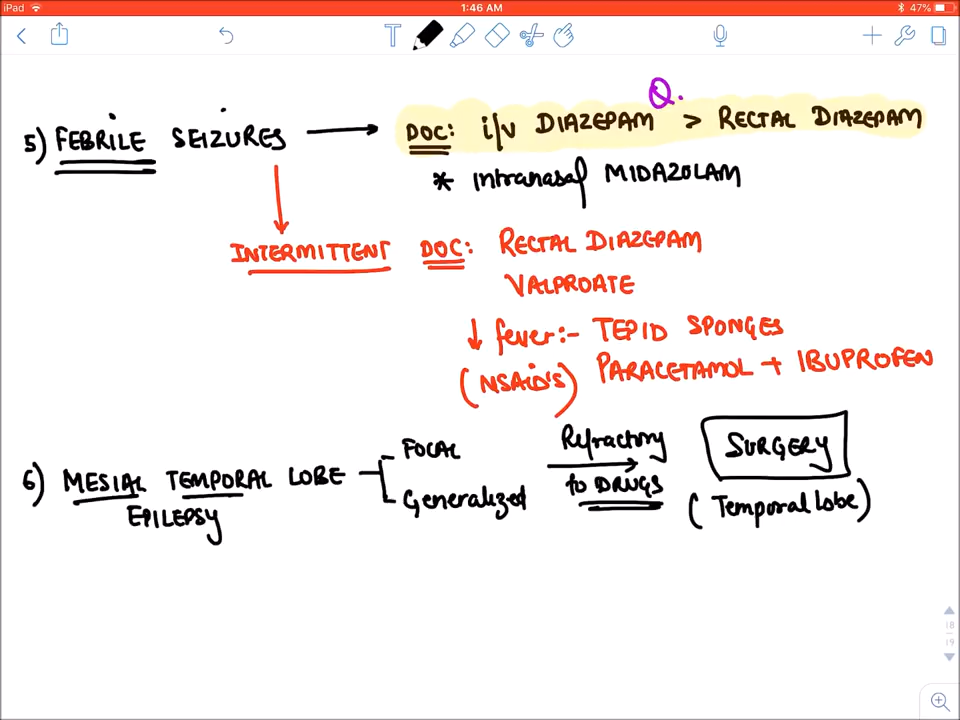 iPad 1:46 AM 47%
T
Q.
5) FEBRILE SEIZURES → DOC: i/v DIAZEPAM > RECTAL DIAZEPAM
* Intranasal MIDAZOLAM
INTERMITTENT DOC: RECTAL DIAZEPAM
VALPROATE
↓ fever:- TEPID SPONGES
(NSAID'S) PARACETAMOL + IBUPROFEN
6) MESIAL TEMPORAL LOBE EPILEPSY
FOCAL
Generalized
Refractory to DRUGS
SURGERY
(Temporal lobe)
18
19